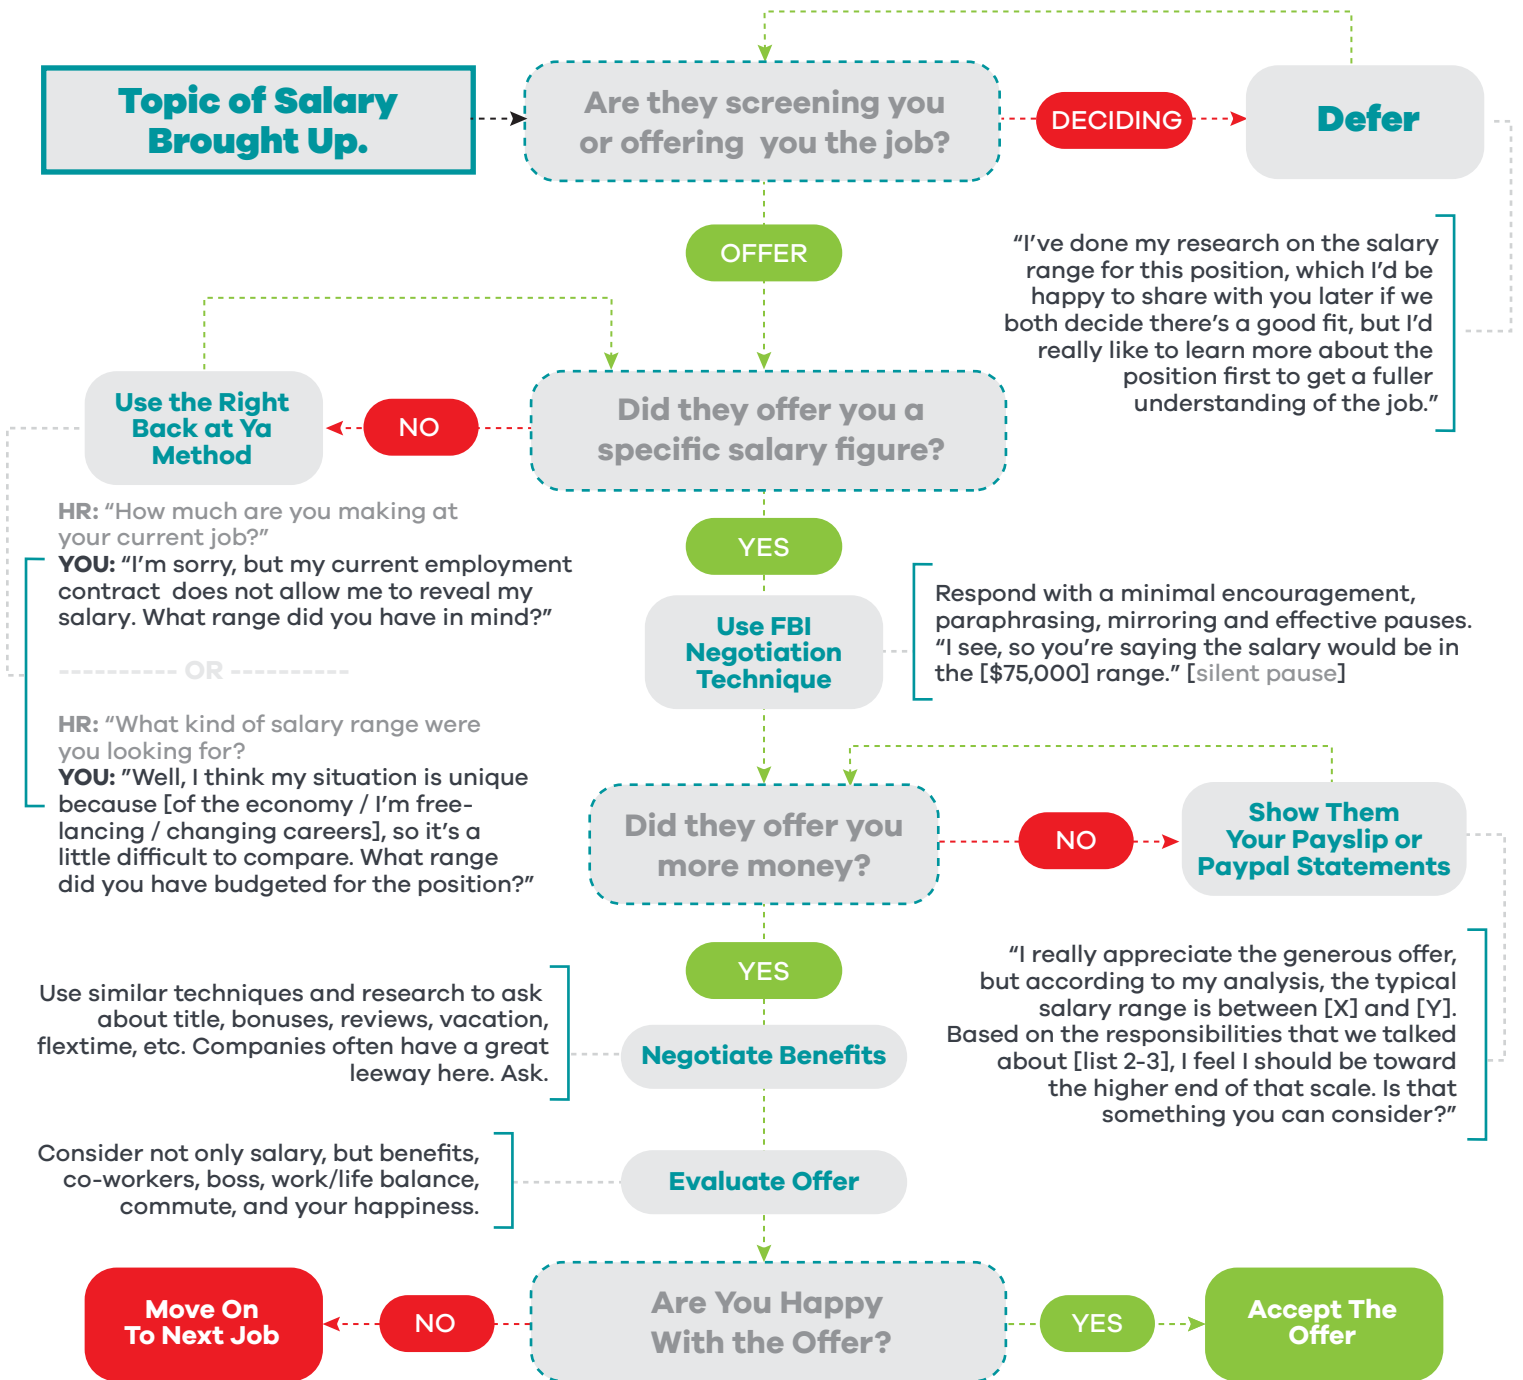 Topic of Salary
Brought Up.
Are they screening you
or offering you the job?
DECIDING
Defer
OFFER
“I’ve done my research on the salary
range for this position, which I’d be
happy to share with you later if we
both decide there’s a good fit, but I’d
really like to learn more about the
position first to get a fuller
understanding of the job.”
Use the Right
Back at Ya
Method
NO
Did they offer you a
specific salary figure?
HR: “How much are you making at
your current job?”
YOU: “I’m sorry, but my current employment
contract does not allow me to reveal my
salary. What range did you have in mind?”
OR
HR: “What kind of salary range were
you looking for?
YOU: ”Well, I think my situation is unique
because [of the economy / I’m free-
lancing / changing careers], so it’s a
little difficult to compare. What range
did you have budgeted for the position?”
YES
Use FBI
Negotiation
Technique
Respond with a minimal encouragement,
paraphrasing, mirroring and effective pauses.
“I see, so you’re saying the salary would be in
the [$75,000] range.” [silent pause]
Did they offer you
more money?
NO
Show Them
Your Payslip or
Paypal Statements
“I really appreciate the generous offer,
but according to my analysis, the typical
salary range is between [X] and [Y].
Based on the responsibilities that we talked
about [list 2-3], I feel I should be toward
the higher end of that scale. Is that
something you can consider?”
YES
Use similar techniques and research to ask
about title, bonuses, reviews, vacation,
flextime, etc. Companies often have a great
leeway here. Ask.
Negotiate Benefits
Consider not only salary, but benefits,
co-workers, boss, work/life balance,
commute, and your happiness.
Evaluate Offer
Move On
To Next Job
NO
Are You Happy
With the Offer?
YES
Accept The
Offer